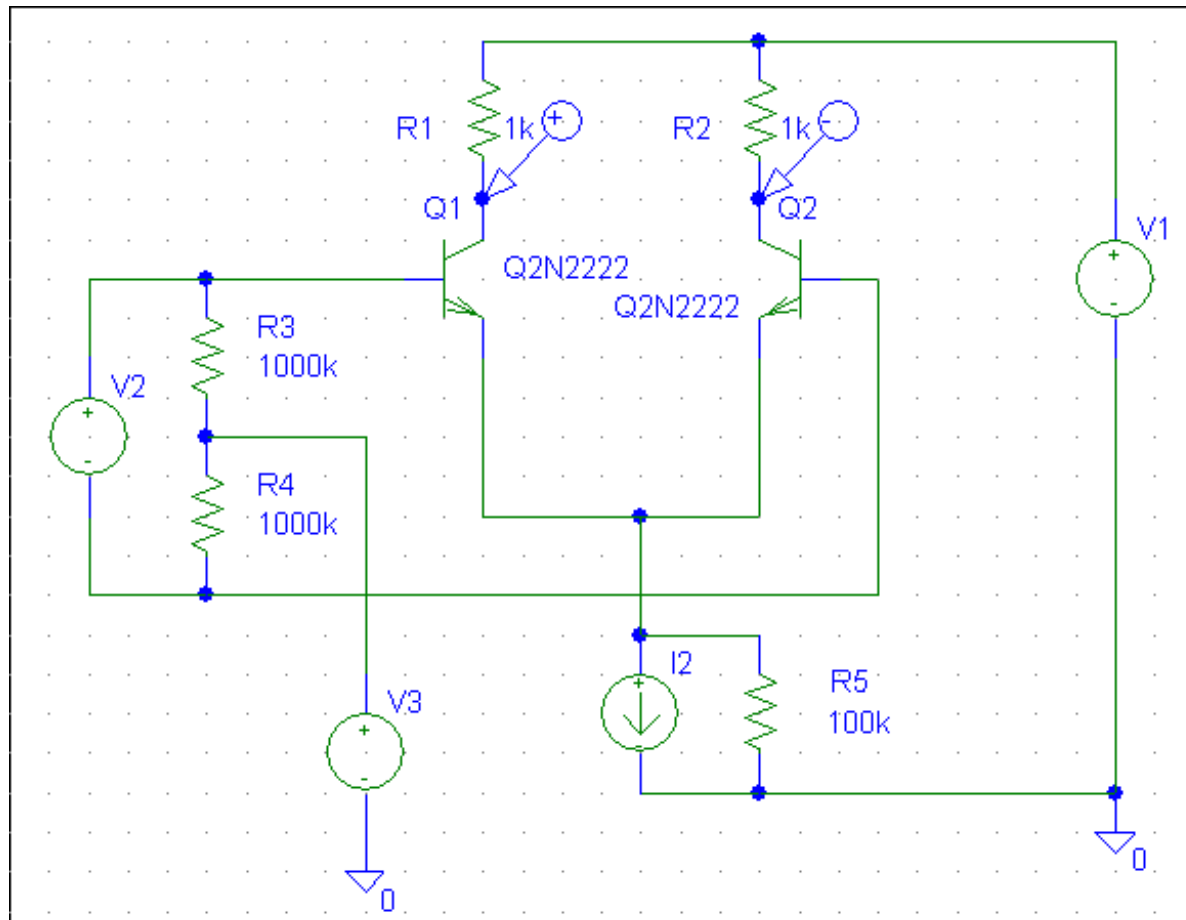 R1
1k
+
R2
1k
-
Q1
Q2
Q2N2222
Q2N2222
V1
+
-
R3
1000k
V2
+
-
R4
1000k
I2
+
-
R5
100k
V3
+
-
0
0